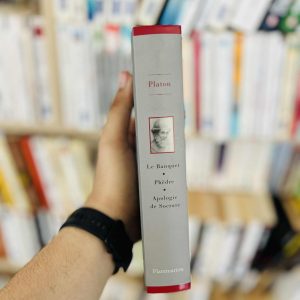 Platon
Le Banquet
•
Phèdre
•
Apologie
de Socrate
Flammarion